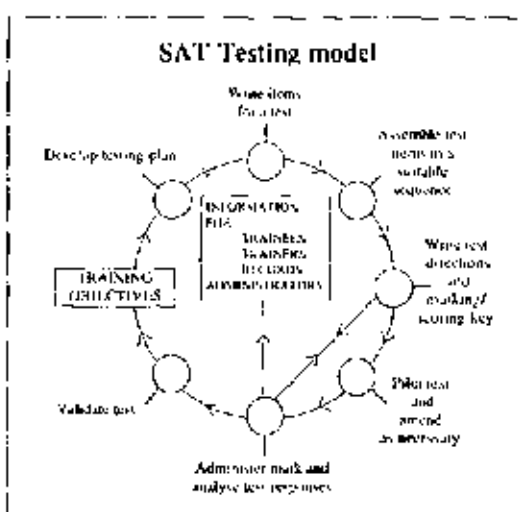 SAT Testing model
Write items
for a test
Develop testing plan
Assemble test
items in a
suitable
sequence
INFORMATION
FOR
TRAINEES
TRAINERS
RECORDS
ADMINISTRATORS
TRAINING
OBJECTIVES
Write test
directions
and
marking/
scoring key
Validate test
Pilot test
and
amend
as necessary
Administer mark and
analyse test responses